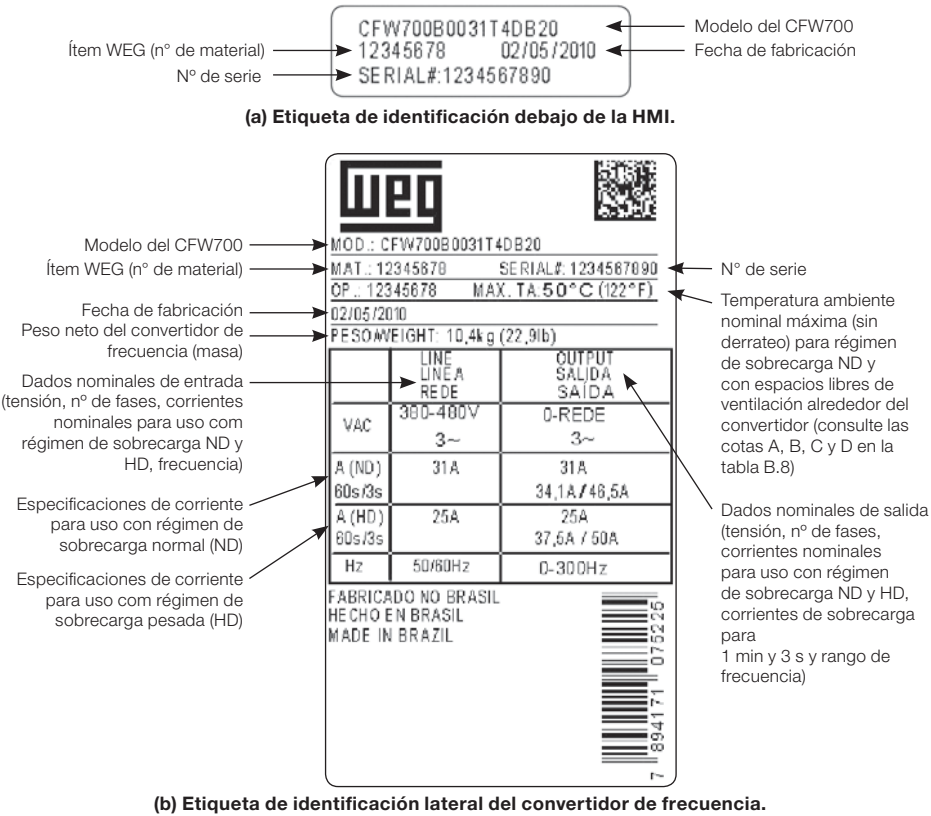 CFW700B0031T4DB20
Modelo del CFW700
Ítem WEG (n° de material)
12345678 02/05/2010
Fecha de fabricación
Nº de serie
SERIAL#:1234567890
(a) Etiqueta de identificación debajo de la HMI.
WEG
Modelo del CFW700
MOD.: CFW700B0031T4DB20
Ítem WEG (n° de material)
MAT.: 12345678 SERIAL#: 1234567890
N° de serie
OP.: 12345678 MAX. TA:50°C (122°F)
Fecha de fabricación
02/05/2010
Peso neto del convertidor de
frecuencia (masa)
PESO/WEIGHT: 10,4kg (22,9lb)
Temperatura ambiente
nominal máxima (sin
derrateo) para régimen
de sobrecarga ND y
con espacios libres de
ventilación alrededor del
convertidor (consulte las
cotas A, B, C y D en la
tabla B.8)
Dados nominales de entrada
(tensión, nº de fases, corrientes
nominales para uso com
régimen de sobrecarga ND y
HD, frecuencia)
LINE
LINEA
REDE
OUTPUT
SALIDA
SAÍDA
VAC
380-480V
3~
0-REDE
3~
A (ND)
60s/3s
31A
31A
34,1A/46,5A
A (HD)
60s/3s
25A
25A
37,5A / 50A
Hz
50/60Hz
0-300Hz
Especificaciones de corriente
para uso con régimen de
sobrecarga normal (ND)
Especificaciones de corriente
para uso com régimen de
sobrecarga pesada (HD)
Dados nominales de salida
(tensión, nº de fases,
corrientes nominales
para uso con régimen
de sobrecarga ND y HD,
corrientes de sobrecarga
para
1 min y 3 s y rango de
frecuencia)
FABRICADO NO BRASIL
HECHO EN BRASIL
MADE IN BRAZIL
7 894171 075225
(b) Etiqueta de identificación lateral del convertidor de frecuencia.